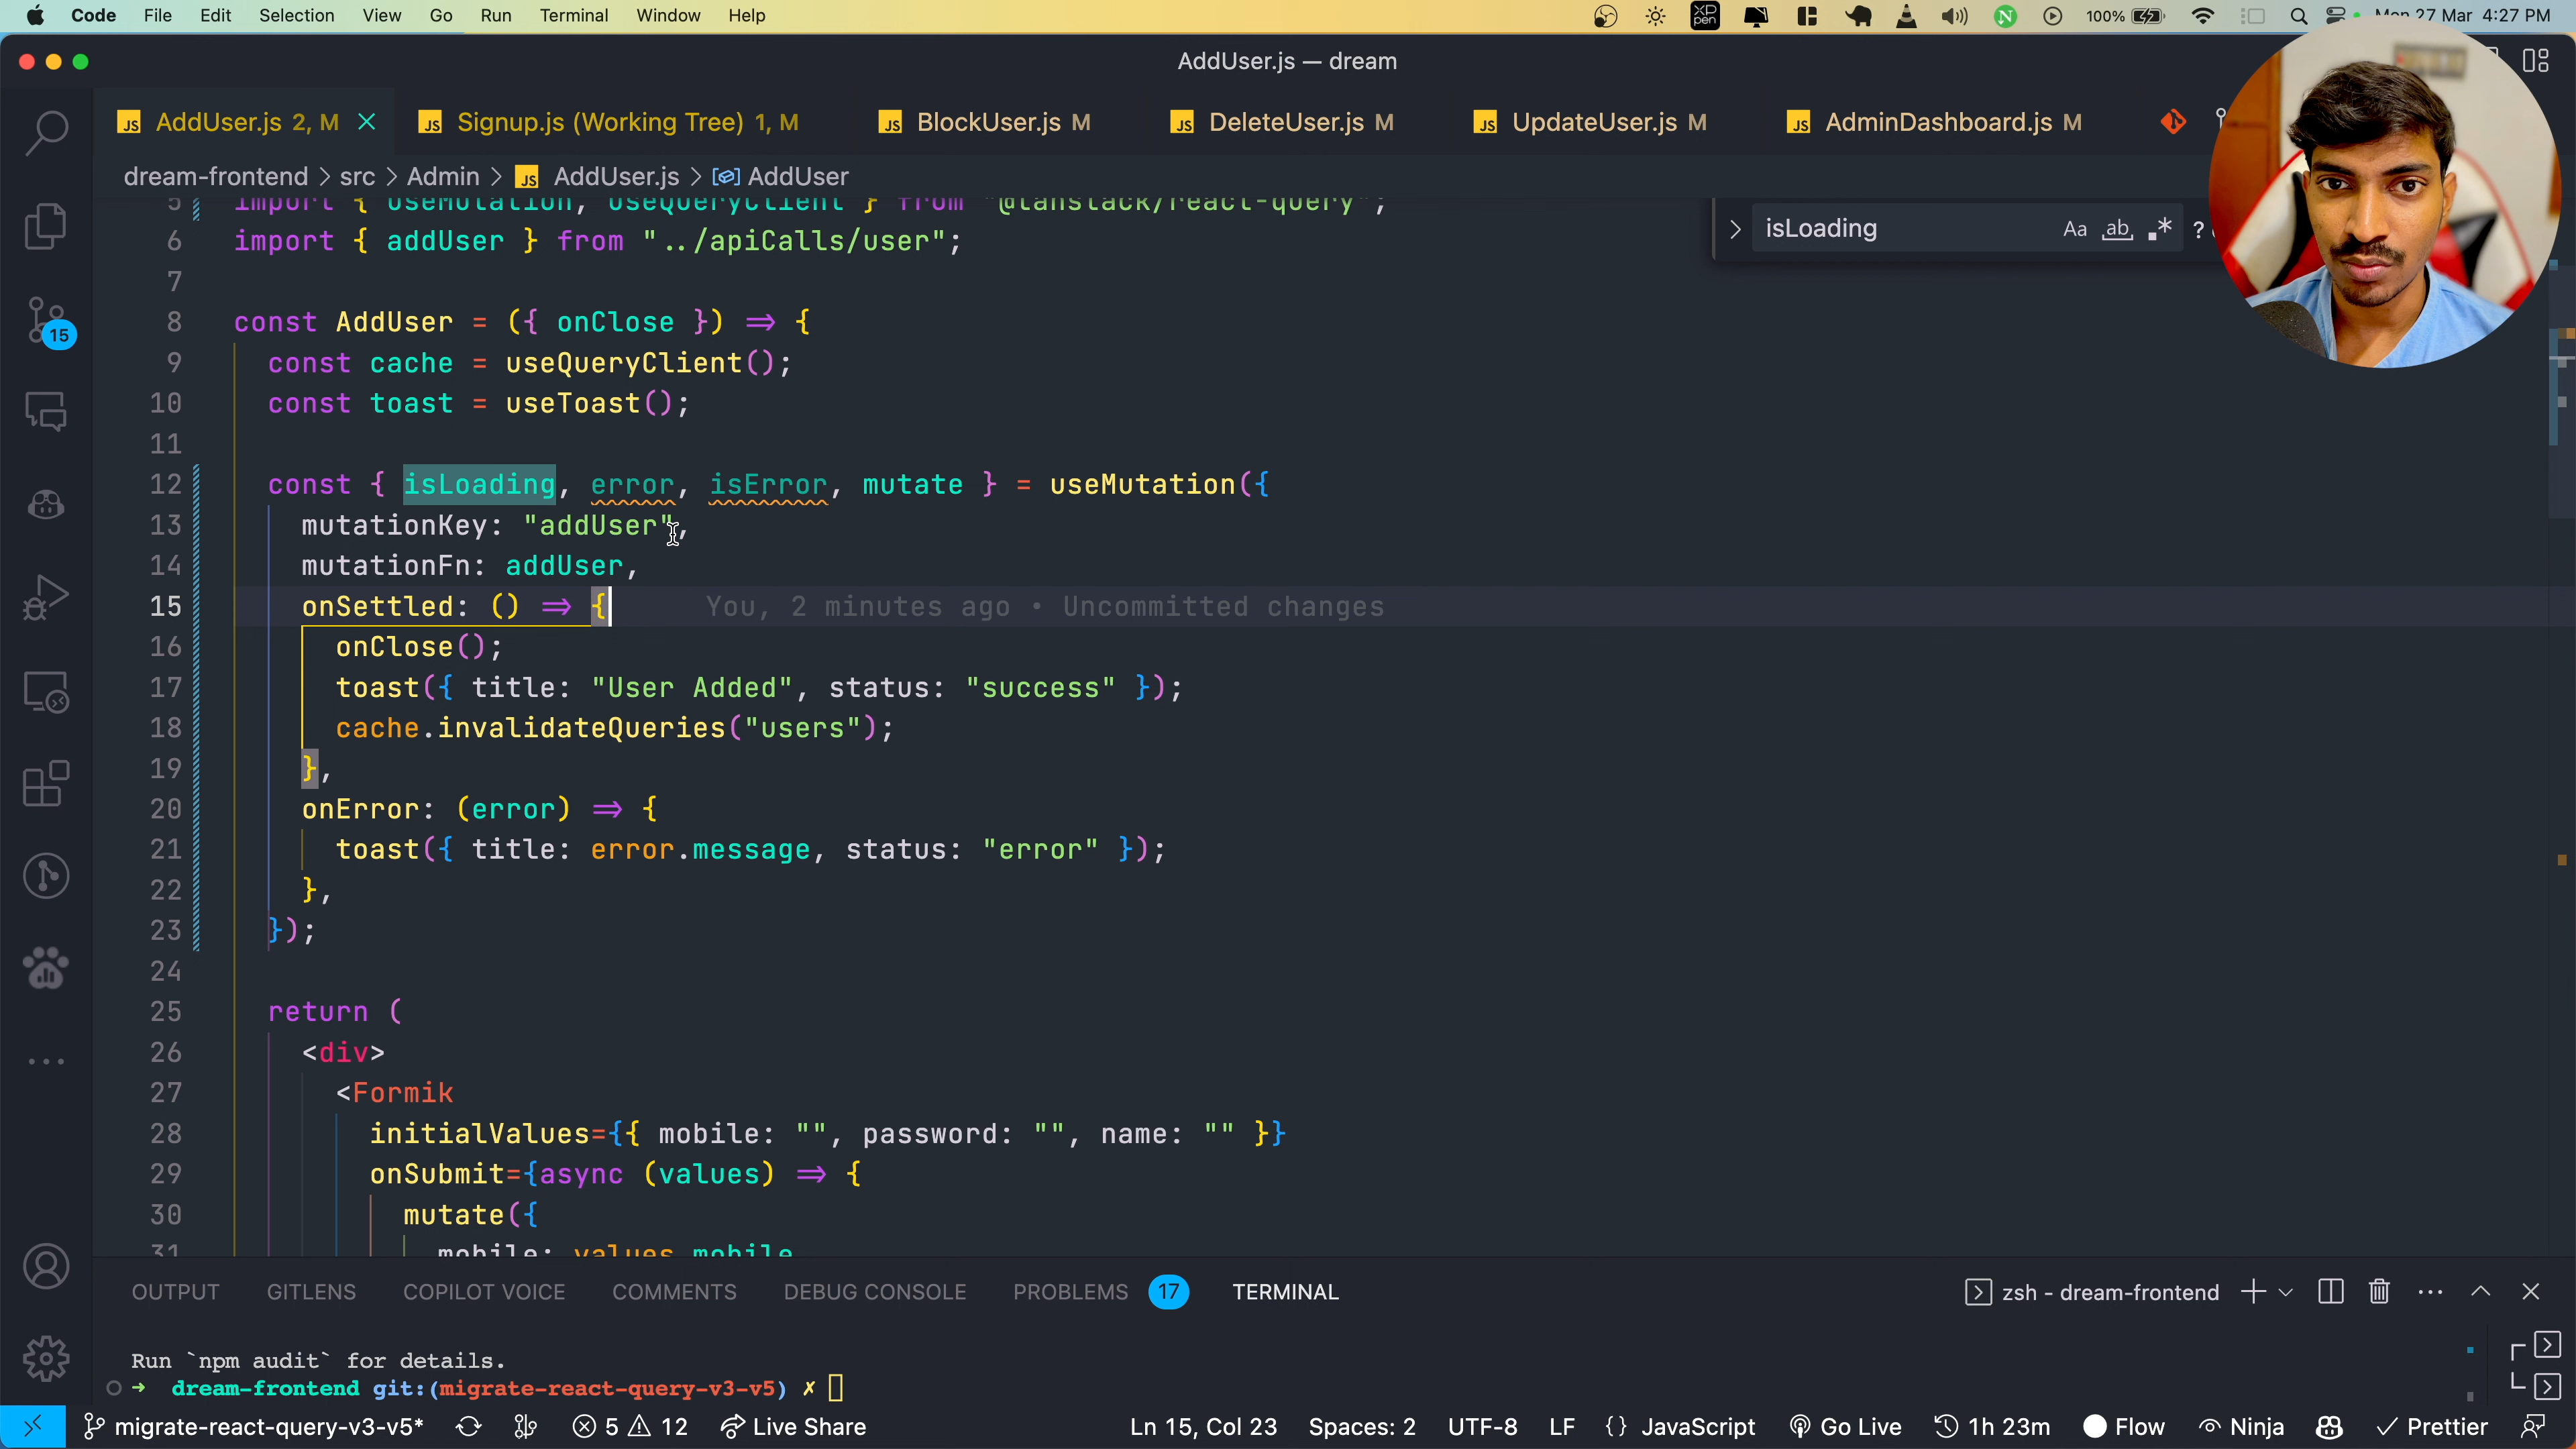 Code File Edit Selection View Go Run Terminal Window Help
XP pen N 100% Mon 27 Mar 4:27 PM
AddUser.js — dream
JS AddUser.js 2, M
JS Signup.js (Working Tree) 1, M
JS BlockUser.js M
JS DeleteUser.js M
JS UpdateUser.js M
JS AdminDashboard.js M
dream-frontend > src > Admin > JS AddUser.js > AddUser
isLoading Aa ab .* ?
15
5 import { useMutation, useQueryClient } from "@tanstack/react-query";
6 import { addUser } from "../apiCalls/user";
7
8 const AddUser = ({ onClose }) => {
9 const cache = useQueryClient();
10 const toast = useToast();
11
12 const { isLoading, error, isError, mutate } = useMutation({
13 mutationKey: "addUser",
14 mutationFn: addUser,
15 onSettled: () => { You, 2 minutes ago • Uncommitted changes
16 onClose();
17 toast({ title: "User Added", status: "success" });
18 cache.invalidateQueries("users");
19 },
20 onError: (error) => {
21 toast({ title: error.message, status: "error" });
22 },
23 });
24
25 return (
26 <div>
27 <Formik
28 initialValues={{ mobile: "", password: "", name: "" }}
29 onSubmit={async (values) => {
30 mutate({
31 mobile: values.mobile
OUTPUT GITLENS COPILOT VOICE COMMENTS DEBUG CONSOLE PROBLEMS 17 TERMINAL
zsh - dream-frontend
Run `npm audit` for details.
➜ dream-frontend git:(migrate-react-query-v3-v5) ✗
migrate-react-query-v3-v5* 5 12 Live Share
Ln 15, Col 23 Spaces: 2 UTF-8 LF {} JavaScript Go Live 1h 23m Flow Ninja Prettier